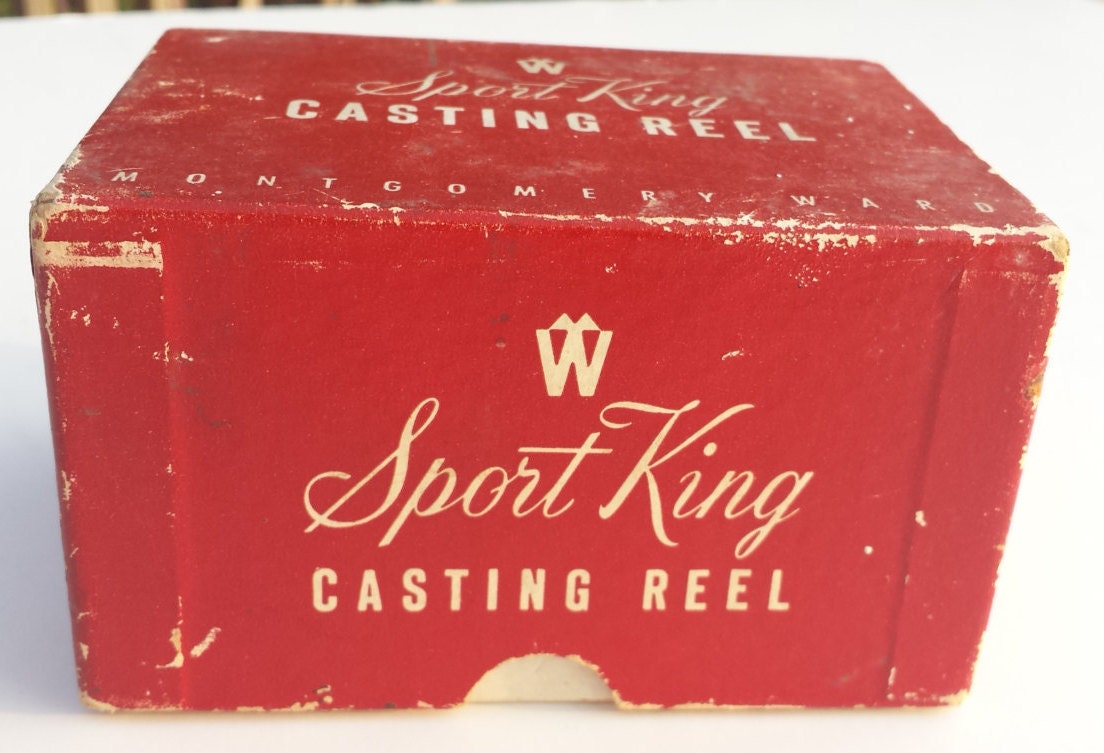 W
Sport King
CASTING REEL
MONTGOMERY WARD
W
Sport King
CASTING REEL